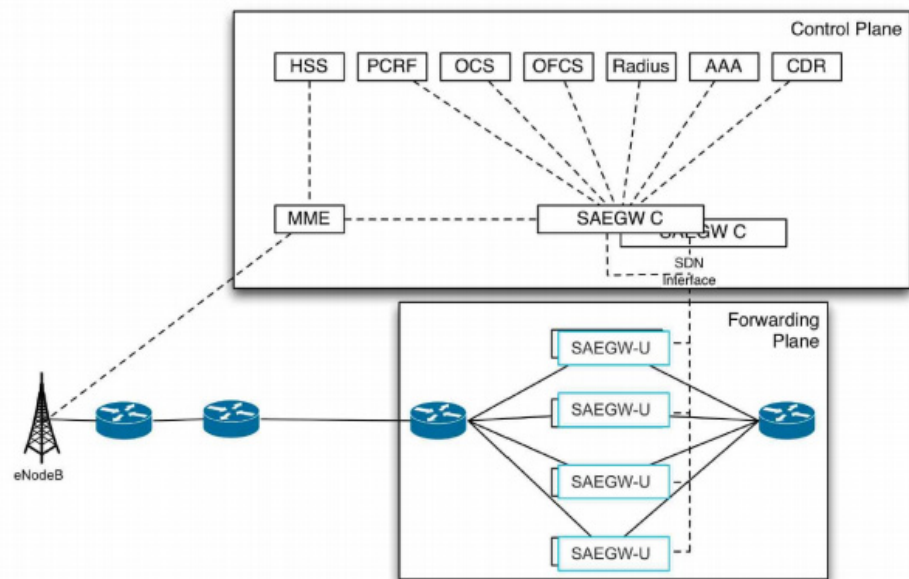 Control Plane
HSS
PCRF
OCS
OFCS
Radius
AAA
CDR
MME
SAEGW C
SAEGW C
SDN
Interface
Forwarding
Plane
SAEGW-U
SAEGW-U
SAEGW-U
SAEGW-U
eNodeB